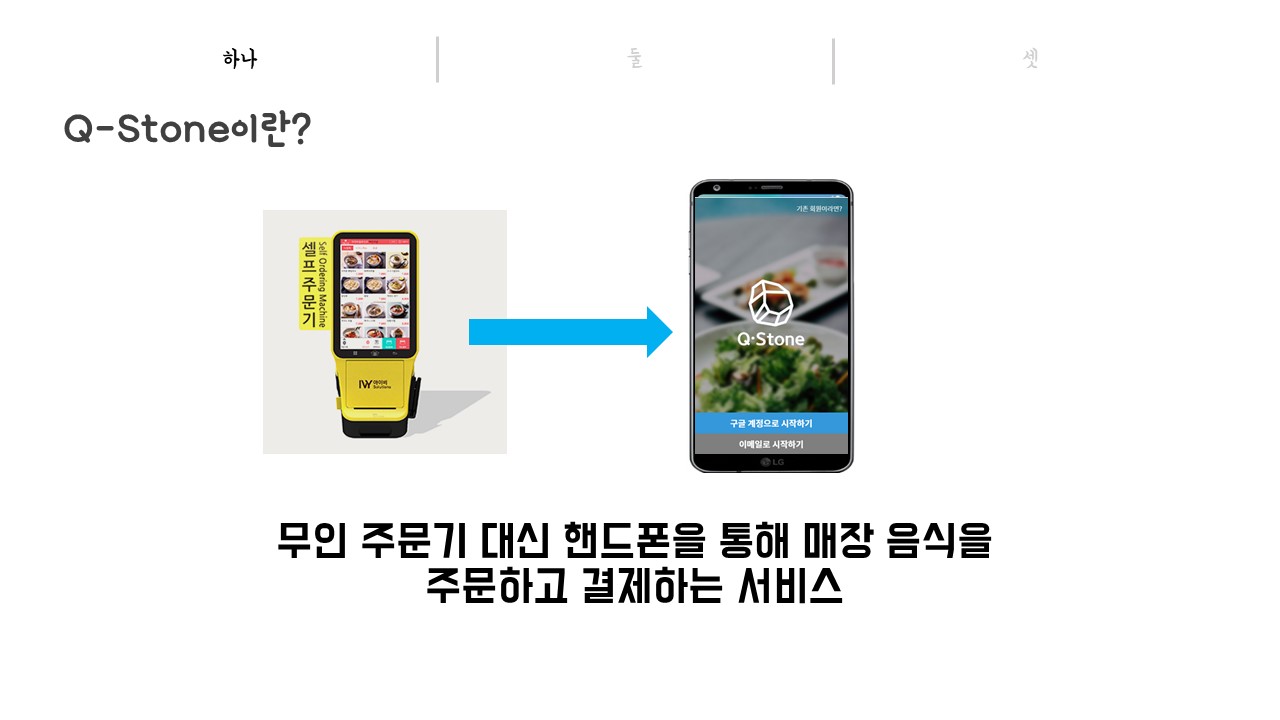 하나
둘
셋
Q-Stone이란?
셀프주문기
Self Ordering Machine
아이비
기존 회원이라면?
Q·Stone
구글 계정으로 시작하기
이메일로 시작하기
LG
무인 주문기 대신 핸드폰을 통해 매장 음식을
주문하고 결제하는 서비스